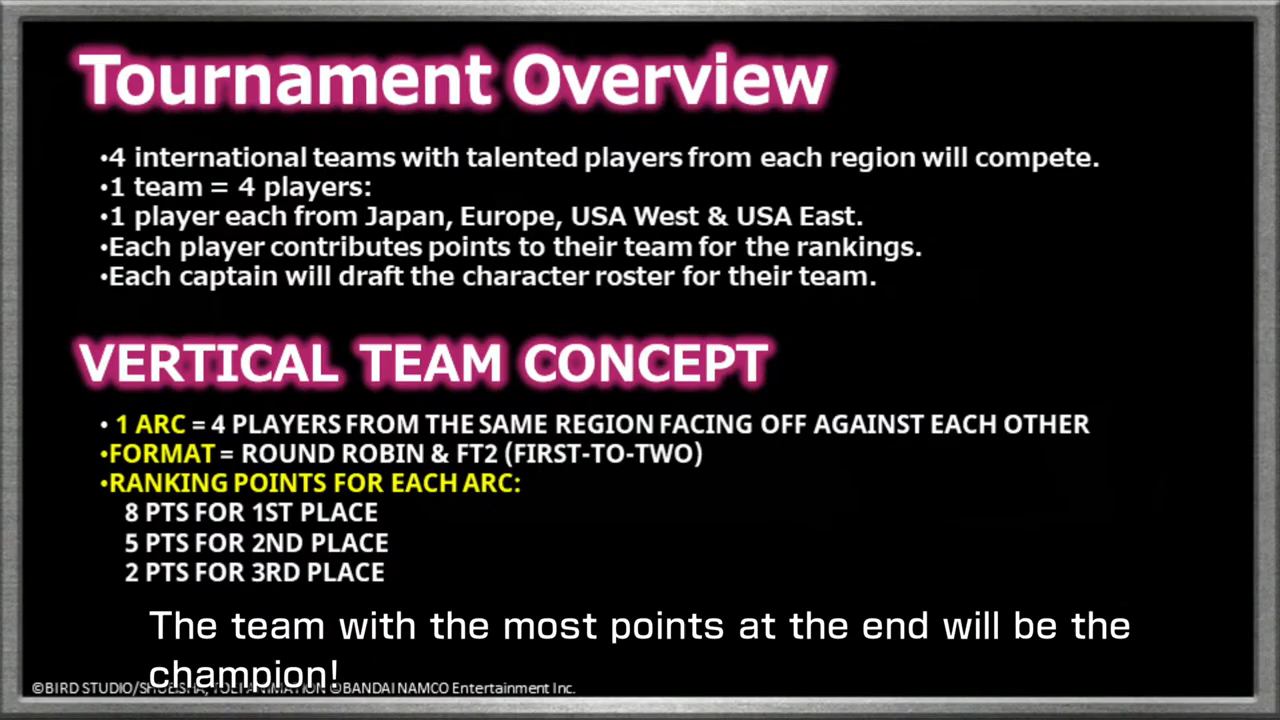 Tournament Overview
•4 international teams with talented players from each region will compete.
•1 team = 4 players:
•1 player each from Japan, Europe, USA West & USA East.
•Each player contributes points to their team for the rankings.
•Each captain will draft the character roster for their team.
VERTICAL TEAM CONCEPT
• 1 ARC = 4 PLAYERS FROM THE SAME REGION FACING OFF AGAINST EACH OTHER
•FORMAT = ROUND ROBIN & FT2 (FIRST-TO-TWO)
•RANKING POINTS FOR EACH ARC:
8 PTS FOR 1ST PLACE
5 PTS FOR 2ND PLACE
2 PTS FOR 3RD PLACE
The team with the most points at the end will be the
champion!
©BIRD STUDIO/SHUEISHA, TOEI ANIMATION ©BANDAI NAMCO Entertainment Inc.